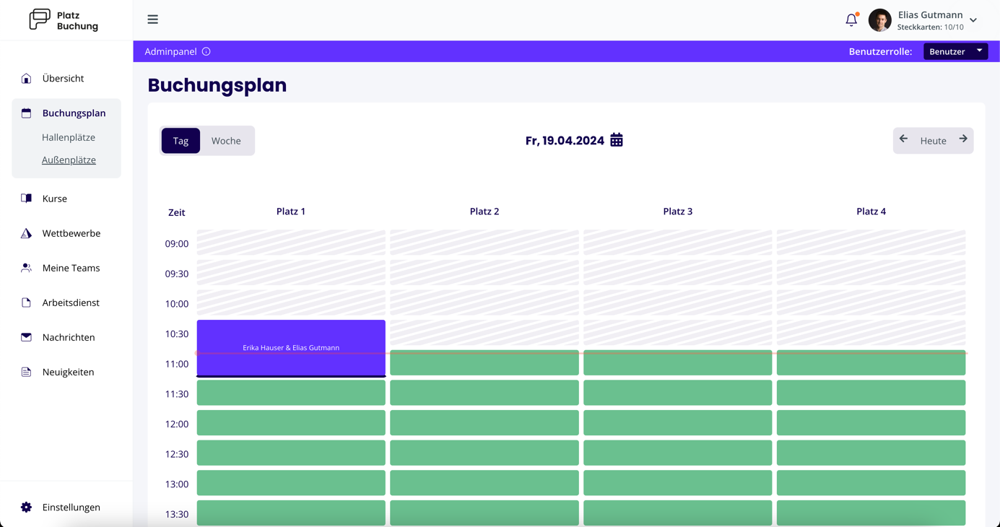 Platz
Buchung
Elias Gutmann
Steckkarten: 10/10
Adminpanel
Benutzerrolle:
Benutzer
Übersicht
Buchungsplan
Hallenplätze
Außenplätze
Kurse
Wettbewerbe
Meine Teams
Arbeitsdienst
Nachrichten
Neuigkeiten
Einstellungen
Buchungsplan
Tag Woche
Fr, 19.04.2024
Heute
Zeit Platz 1 Platz 2 Platz 3 Platz 4
09:00
09:30
10:00
10:30
Erika Hauser & Elias Gutmann
11:00
11:30
12:00
12:30
13:00
13:30